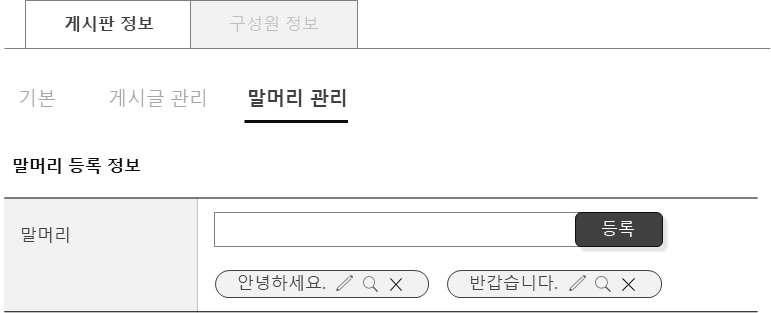 게시판 정보 구성원 정보
기본 게시글 관리 말머리 관리
말머리 등록 정보
말머리 등록
안녕하세요. 반갑습니다.